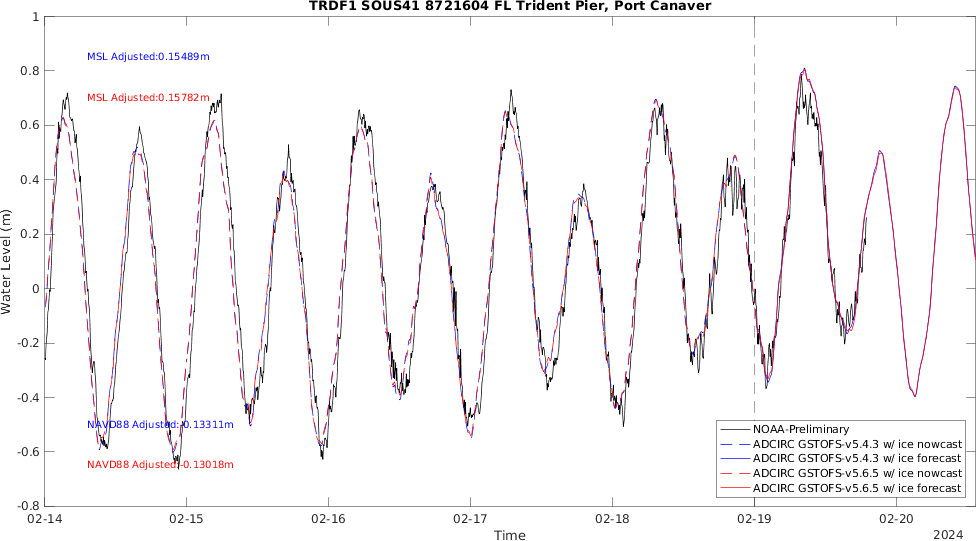 TRDF1 SOUS41 8721604 FL Trident Pier, Port Canaver
1
0.8
0.6
0.4
0.2
0
-0.2
-0.4
-0.6
-0.8
Water Level (m)
MSL Adjusted:0.15489m
MSL Adjusted:0.15782m
NAVD88 Adjusted:-0.13311m
NAVD88 Adjusted:-0.13018m
NOAA-Preliminary
ADCIRC GSTOFS-v5.4.3 w/ ice nowcast
ADCIRC GSTOFS-v5.4.3 w/ ice forecast
ADCIRC GSTOFS-v5.6.5 w/ ice nowcast
ADCIRC GSTOFS-v5.6.5 w/ ice forecast
02-14 02-15 02-16 02-17 02-18 02-19 02-20
Time
2024